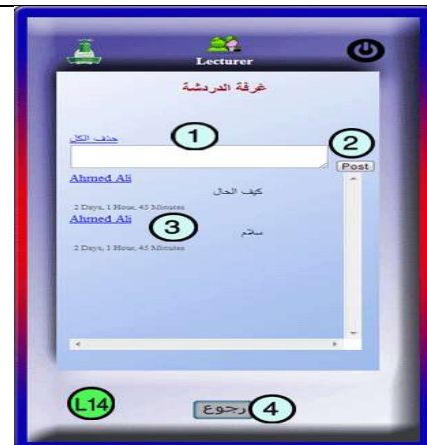 Lecturer
غرفة الدردشة
حذف الكل
1
2
Post
Ahmed Ali
كيف الحال
2 Days, 1 Hour, 45 Minutes
Ahmed Ali
3
سلام
2 Days, 1 Hour, 45 Minutes
L14
رجوع
4